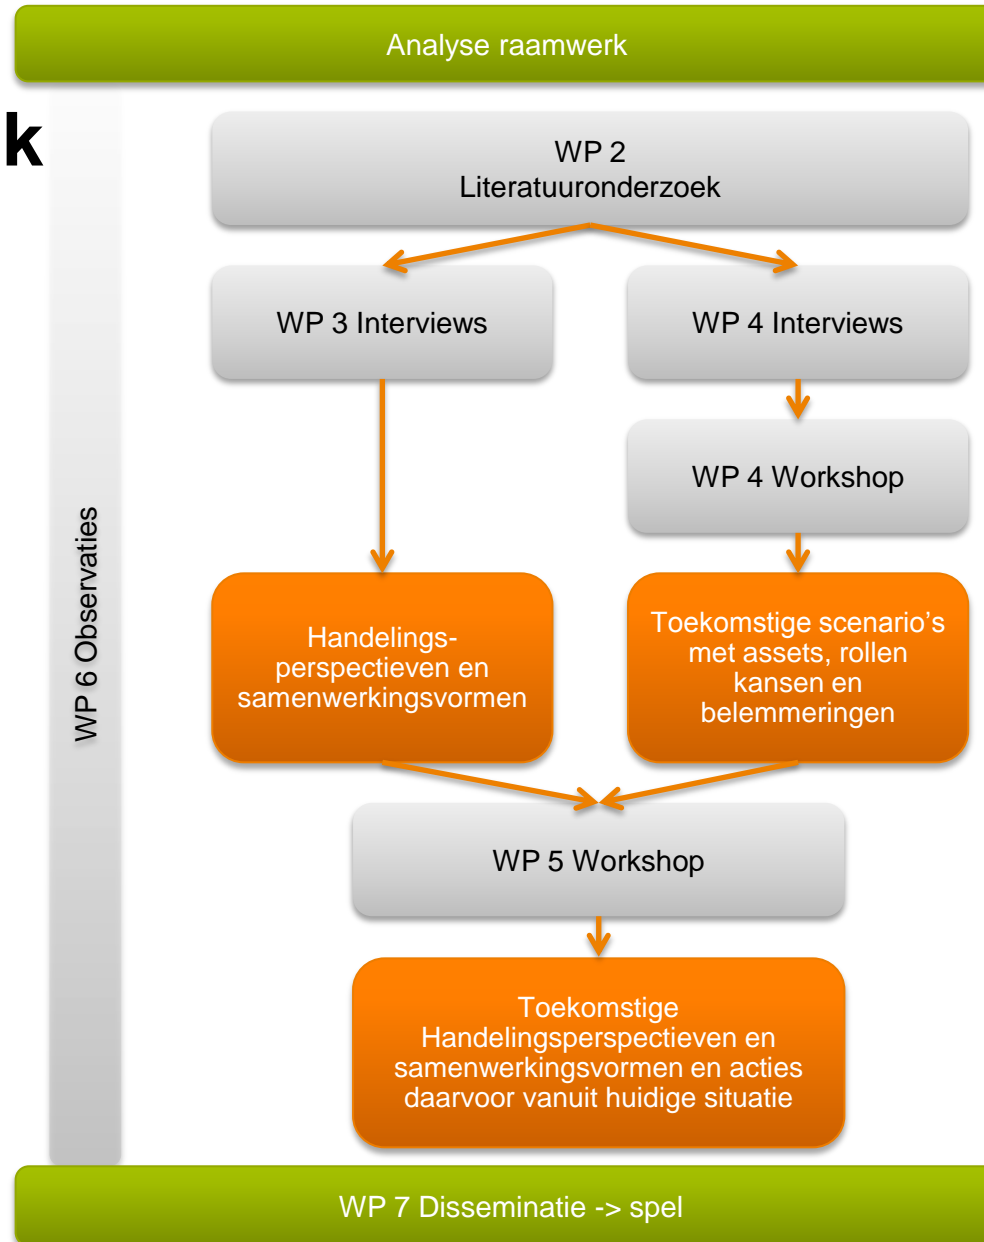 Analyse raamwerk
k
WP 2
Literatuuronderzoek
WP 3 Interviews
WP 4 Interviews
WP 4 Workshop
WP 6 Observaties
Handelings-
perspectieven en
samenwerkingsvormen
Toekomstige scenario’s
met assets, rollen
kansen en
belemmeringen
WP 5 Workshop
Toekomstige
Handelingsperspectieven en
samenwerkingsvormen en acties
daarvoor vanuit huidige situatie
WP 7 Disseminatie -> spel